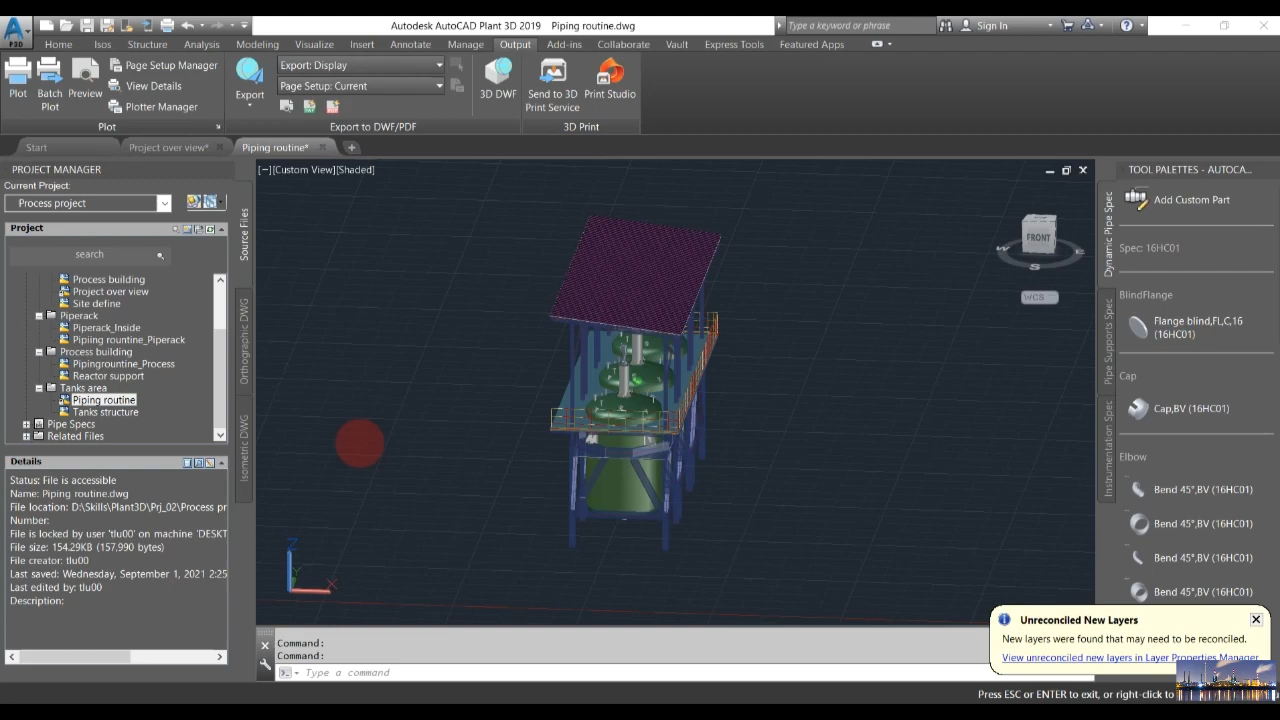 Autodesk AutoCAD Plant 3D 2019 Piping routine.dwg
Type a keyword or phrase
Sign In
P3D
Home Isos Structure Analysis Modeling Visualize Insert Annotate Manage Output Add-ins Collaborate Vault Express Tools Featured Apps
Plot
Batch Plot
Preview
Page Setup Manager
View Details
Plotter Manager
Export
Export: Display
Page Setup: Current
3D DWF
Send to 3D Print Service
Print Studio
Plot
Export to DWF/PDF
3D Print
Start
Project over view*
Piping routine*
PROJECT MANAGER
Current Project:
Process project
Project
search
Process building
Project over view
Site define
Piperack
Piperack_Inside
Pipiing rountine_Piperack
Process building
Pipingrountine_Process
Reactor support
Tanks area
Piping routine
Tanks structure
Pipe Specs
Related Files
Details
Status: File is accessible
Name: Piping routine.dwg
File location: D:\Skills\Plant3D\Prj_02\Process pr
Number:
File is locked by user 'tlu00' on machine 'DESKT
File size: 154.29KB (157,990 bytes)
File creator: tlu00
Last saved: Wednesday, September 1, 2021 2:25
Last edited by: tlu00
Description:
Source Files
Orthographic DWG
Isometric DWG
[−][Custom View][Shaded]
FRONT
W
S
E
WCS
Z
Y
X
Command:
Command:
Type a command
TOOL PALETTES - AUTOCA...
Dynamic Pipe Spec
Pipe Supports Spec
Instrumentation Spec
Add Custom Part
Spec: 16HC01
BlindFlange
Flange blind,FL,C,16
(16HC01)
Cap
Cap,BV (16HC01)
Elbow
Bend 45°,BV (16HC01)
Bend 45°,BV (16HC01)
Bend 45°,BV (16HC01)
Bend 45°,BV (16HC01)
Unreconciled New Layers
New layers were found that may need to be reconciled.
View unreconciled new layers in Layer Properties Manager
Press ESC or ENTER to exit, or right-click to